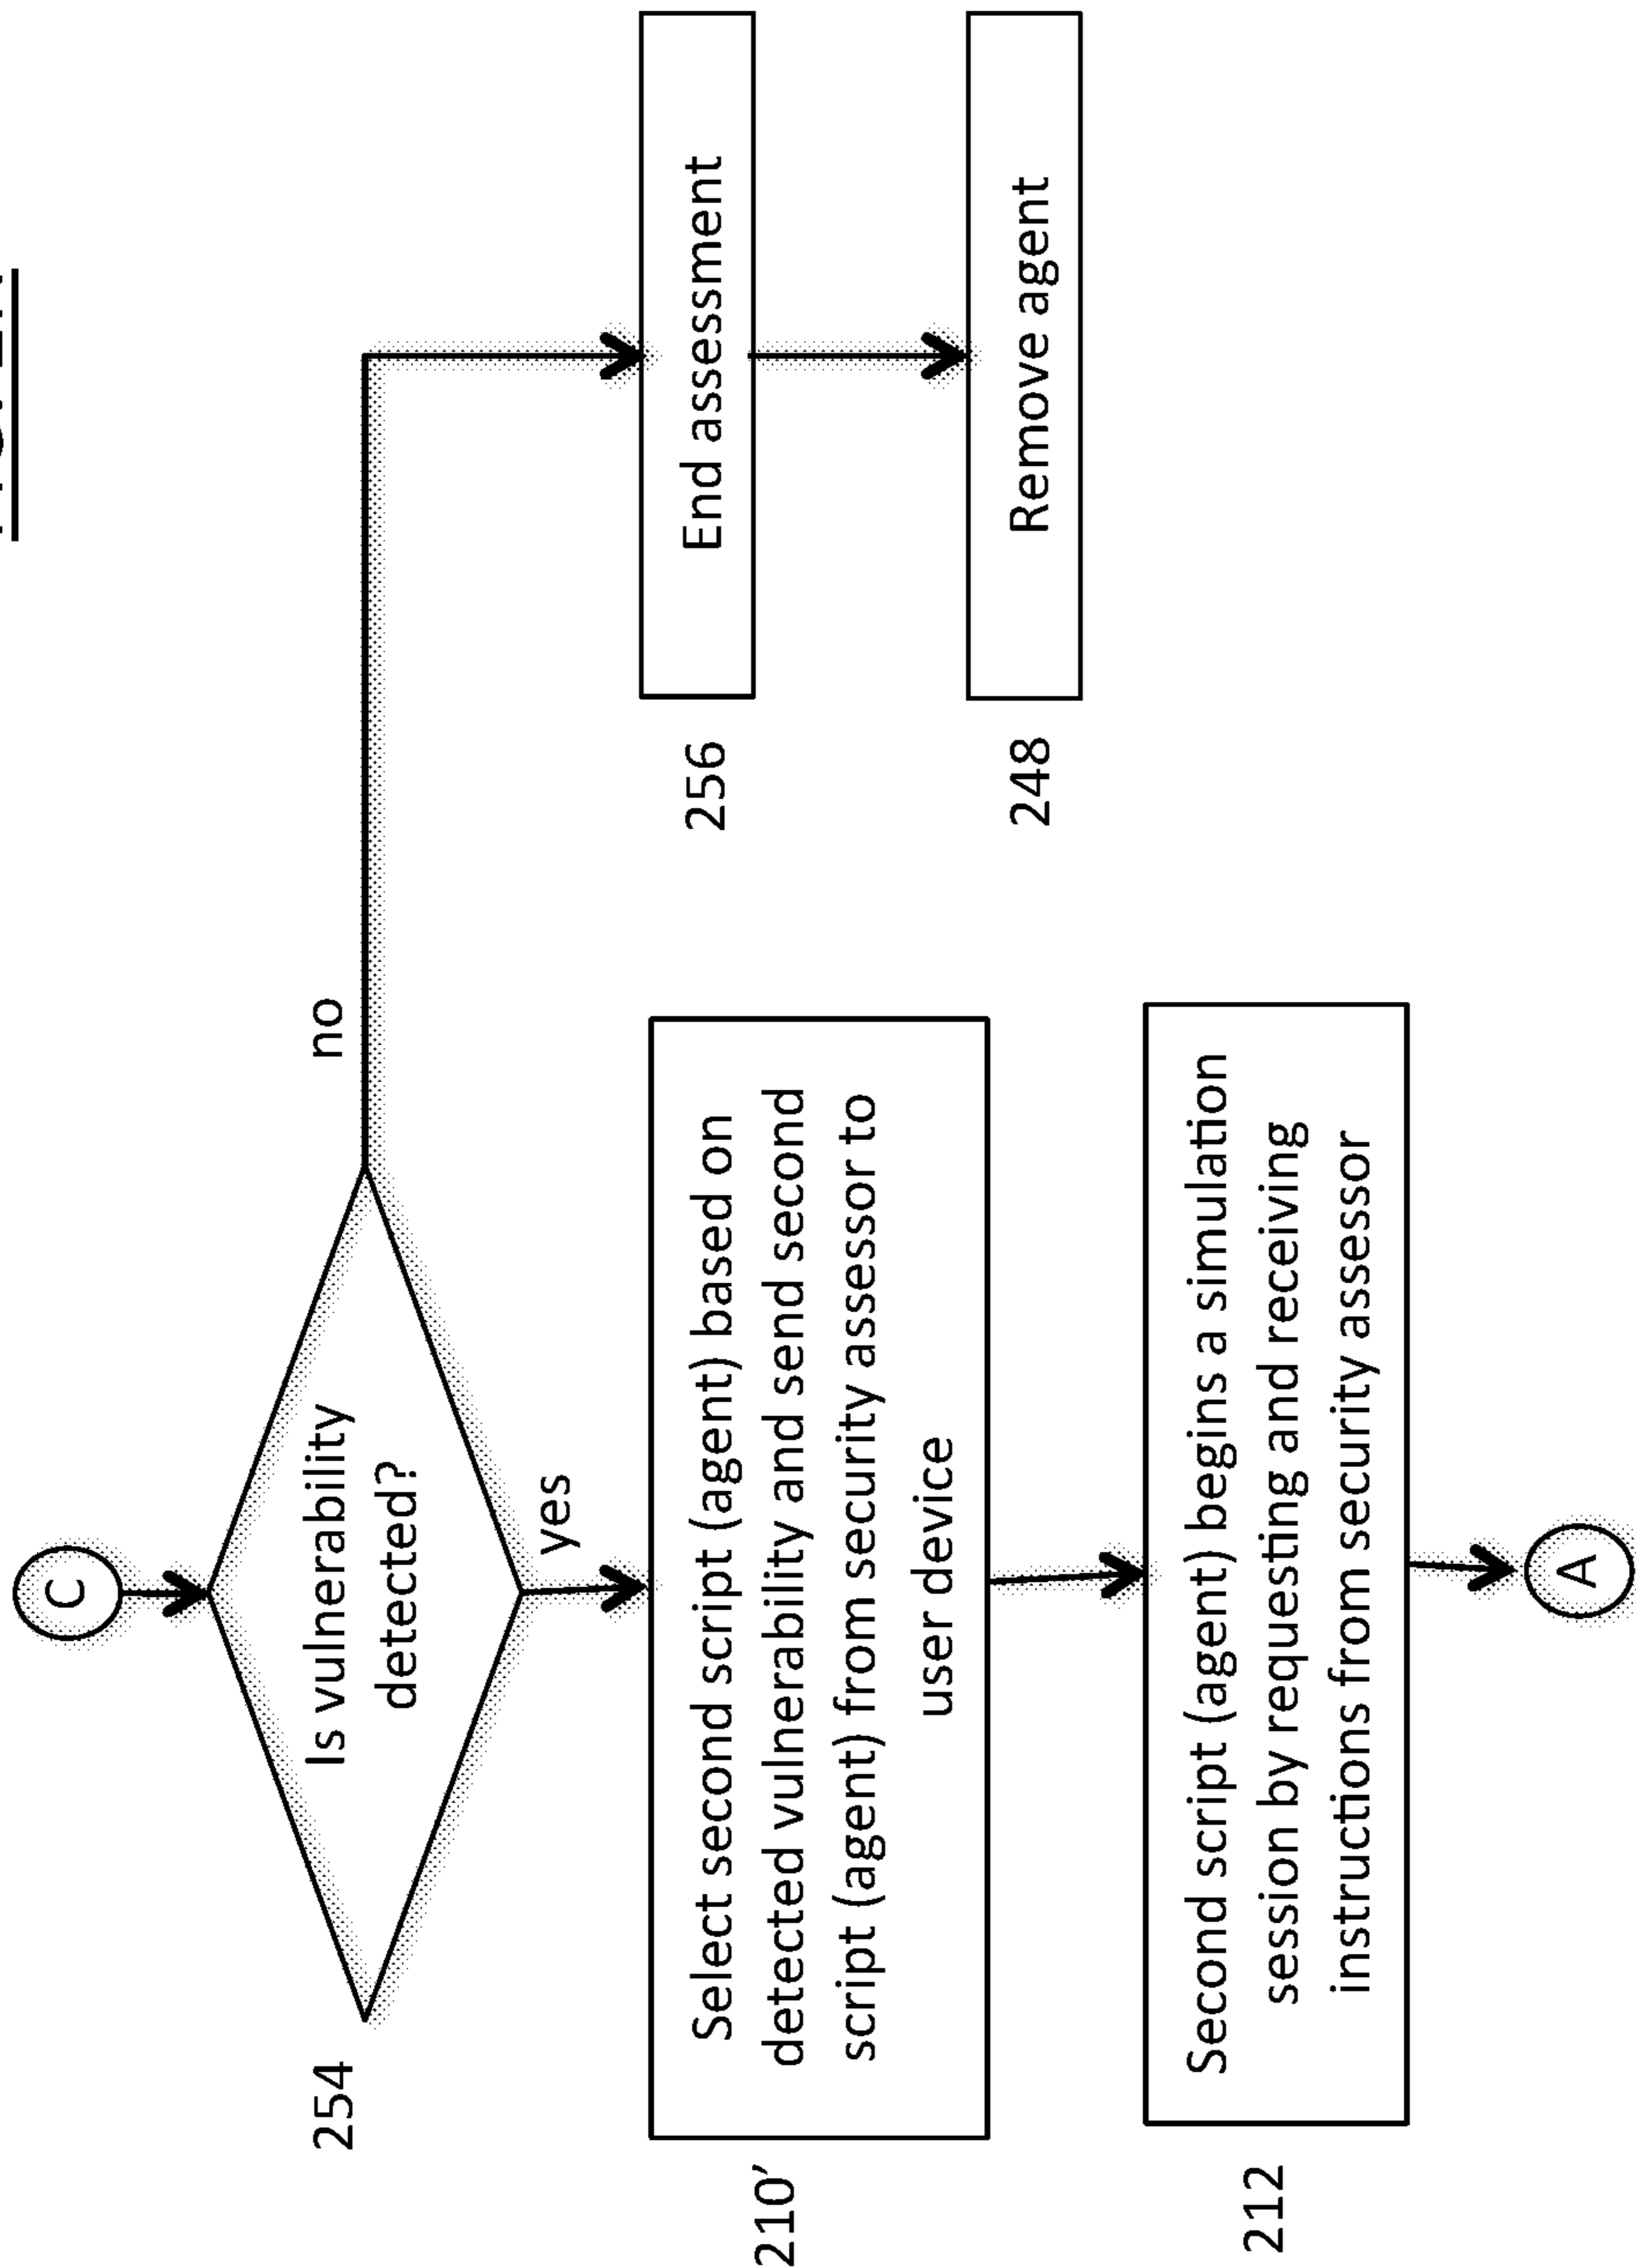 C
254
Is vulnerability
detected?
no
yes
210’
Select second script (agent) based on
detected vulnerability and send second
script (agent) from security assessor to
user device
256
End assessment
248
Remove agent
212
Second script (agent) begins a simulation
session by requesting and receiving
instructions from security assessor
A